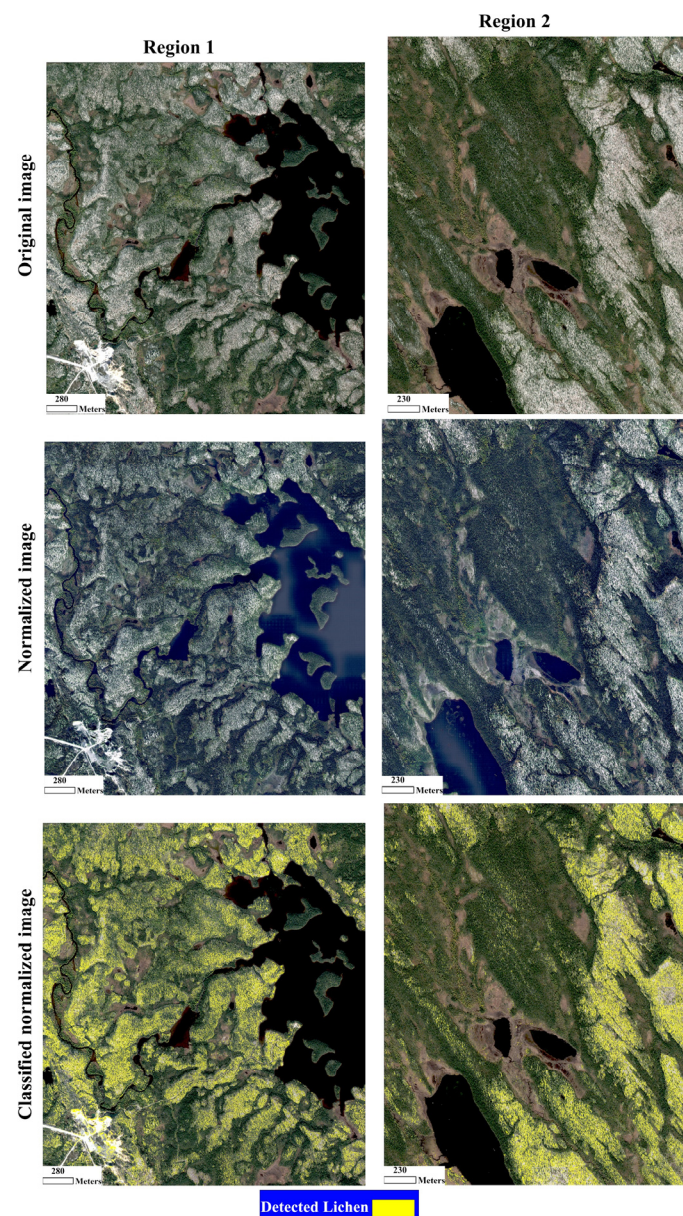 Region 1
Region 2
Original image
280
Meters
230
Meters
Normalized image
280
Meters
230
Meters
Classified normalized image
280
Meters
230
Meters
Detected Lichen